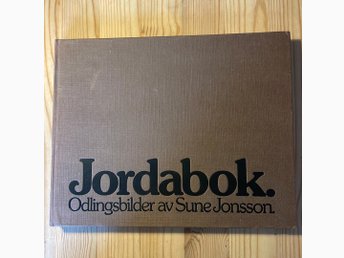 Jordabok.
Odlingsbilder av Sune Jonsson.